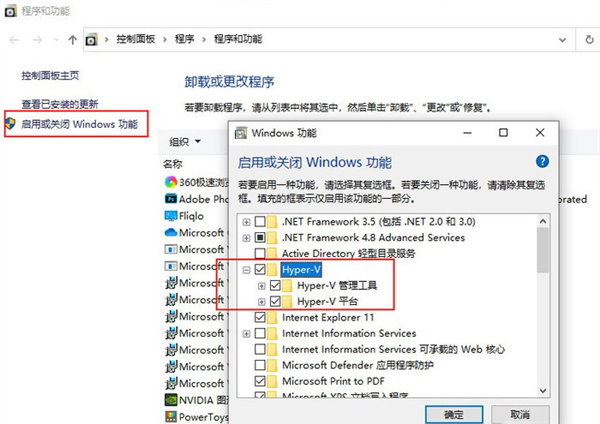 程序和功能
控制面板 程序 程序和功能
控制面板主页
查看已安装的更新
启用或关闭 Windows 功能
卸载或更改程序
若要卸载程序，请从列表中将其选中，然后单击“卸载”、“更改”或“修复”。
组织
名称
360极速浏
Adobe Pho
Fliqlo
Microsoft
Microsoft
Microsoft
Microsoft V
Microsoft V
Microsoft V
Microsoft V
Microsoft V
Microsoft V
Microsoft V
NVIDIA 图
PowerToys
orated
Windows 功能
启用或关闭 Windows 功能
若要启用一种功能，请选择其复选框。若要关闭一种功能，请清除其复选
框。填充的框表示仅启用该功能的一部分。
.NET Framework 3.5 (包括 .NET 2.0 和 3.0)
.NET Framework 4.8 Advanced Services
Active Directory 轻型目录服务
Hyper-V
Hyper-V 管理工具
Hyper-V 平台
Internet Explorer 11
Internet Information Services
Internet Information Services 可承载的 Web 核心
Microsoft Defender 应用程序防护
Microsoft Print to PDF
Microsoft XPS 文档写入程序
确定
取消